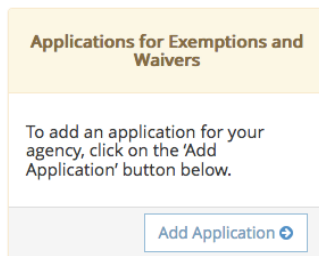 Applications for Exemptions and
Waivers
To add an application for your
agency, click on the ‘Add
Application’ button below.
Add Application